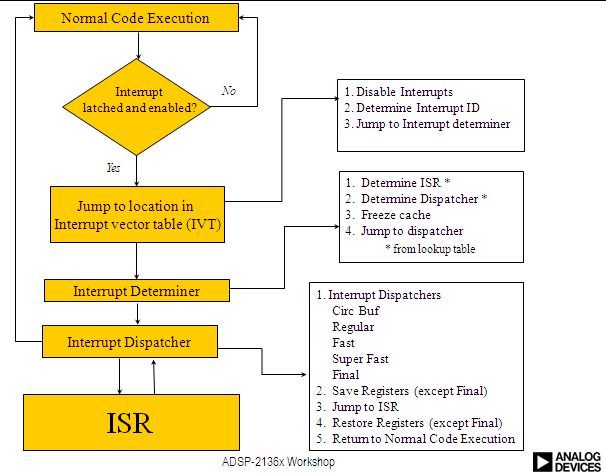 Normal Code Execution
Interrupt
latched and enabled?
No
Yes
1. Disable Interrupts
2. Determine Interrupt ID
3. Jump to Interrupt determiner
Jump to location in
Interrupt vector table (IVT)
1. Determine ISR *
2. Determine Dispatcher *
3. Freeze cache
4. Jump to dispatcher
* from lookup table
Interrupt Determiner
Interrupt Dispatcher
1. Interrupt Dispatchers
Circ Buf
Regular
Fast
Super Fast
Final
2. Save Registers (except Final)
3. Jump to ISR
4. Restore Registers (except Final)
5. Return to Normal Code Execution
ISR
ADSP-2136x Workshop
ANALOG
DEVICES